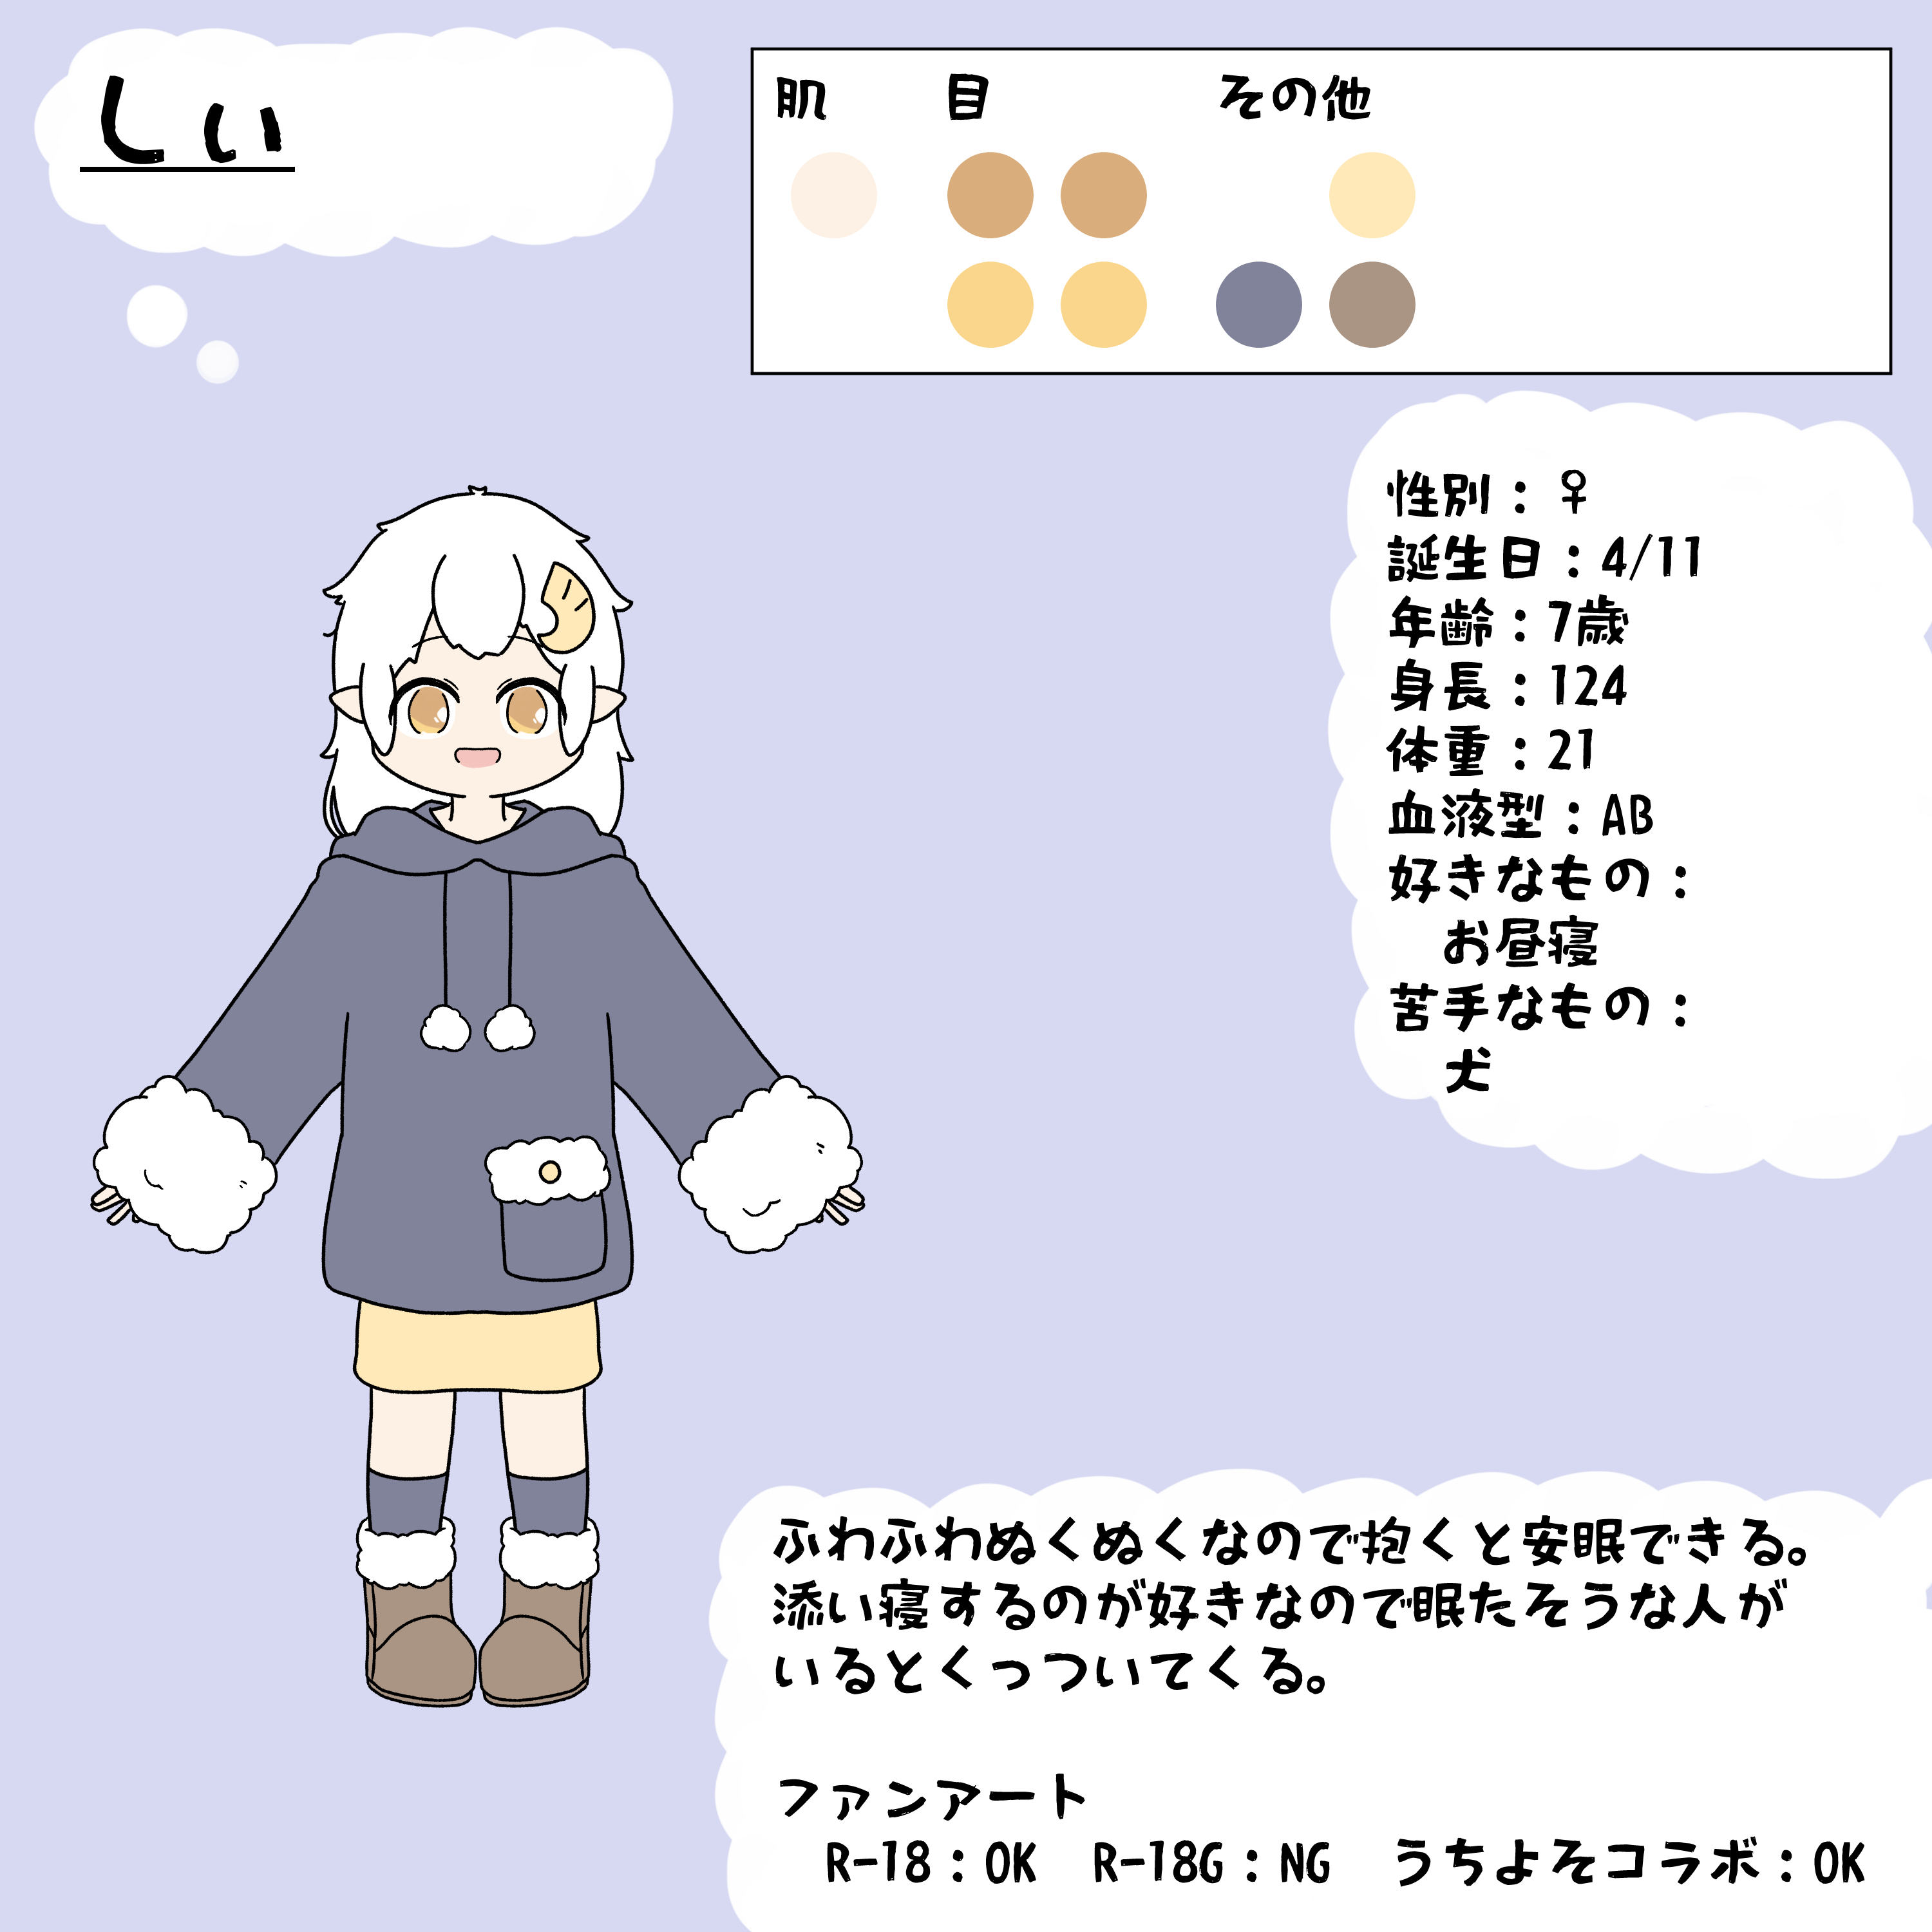 しぃ
肌 目 その他
性別：♀
誕生日：4/11
年齢：7歳
身長：124
体重：21
血液型：AB
好きなもの：
お昼寝
苦手なもの：
犬
ふわふわぬくぬくなので抱くと安眠できる。
添い寝するのが好きなので眠たそうな人が
いるとくっついてくる。
ファンアート
R-18：OK R-18G：NG うちよそコラボ：OK